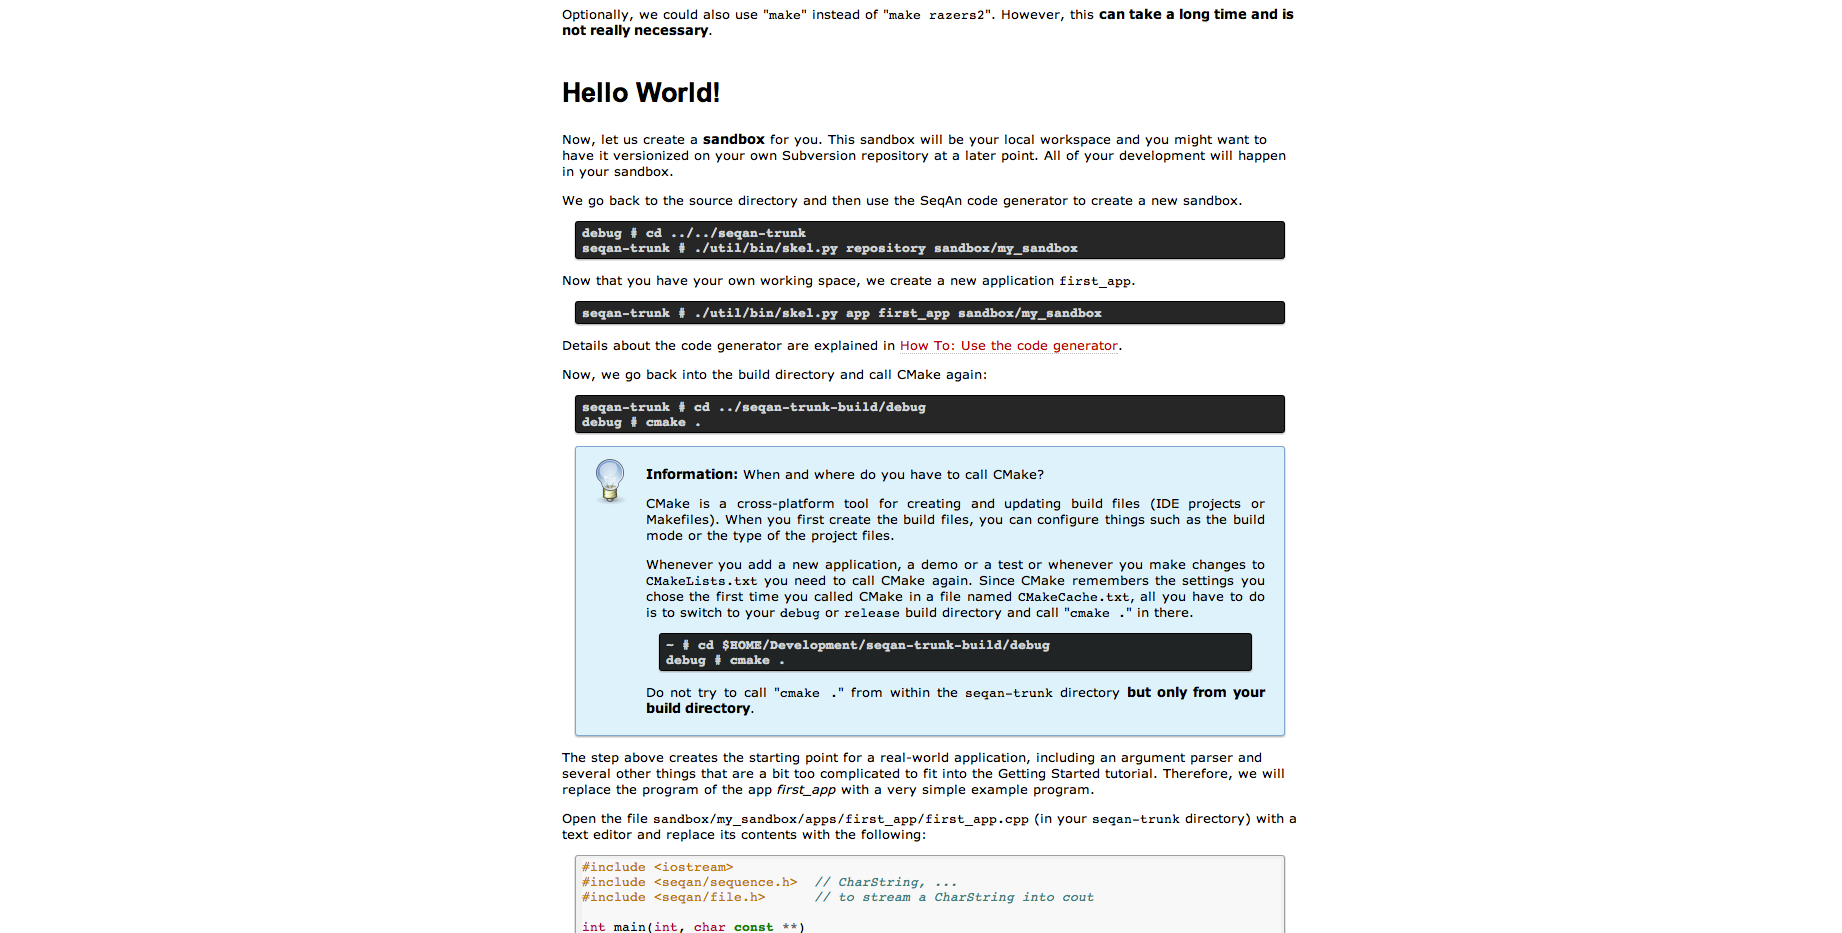 Optionally, we could also use "make" instead of "make razers2". However, this can take a long time and is
not really necessary.
Hello World!
Now, let us create a sandbox for you. This sandbox will be your local workspace and you might want to
have it versionized on your own Subversion repository at a later point. All of your development will happen
in your sandbox.
We go back to the source directory and then use the SeqAn code generator to create a new sandbox.
debug # cd ../../seqan-trunk
seqan-trunk # ./util/bin/skel.py repository sandbox/my_sandbox
Now that you have your own working space, we create a new application first_app.
seqan-trunk # ./util/bin/skel.py app first_app sandbox/my_sandbox
Details about the code generator are explained in How To: Use the code generator.
Now, we go back into the build directory and call CMake again:
seqan-trunk # cd ../seqan-trunk-build/debug
debug # cmake .
Information: When and where do you have to call CMake?
CMake is a cross-platform tool for creating and updating build files (IDE projects or
Makefiles). When you first create the build files, you can configure things such as the build
mode or the type of the project files.
Whenever you add a new application, a demo or a test or whenever you make changes to
CMakeLists.txt you need to call CMake again. Since CMake remembers the settings you
chose the first time you called CMake in a file named CMakeCache.txt, all you have to do
is to switch to your debug or release build directory and call "cmake ." in there.
~ # cd $HOME/Development/seqan-trunk-build/debug
debug # cmake .
Do not try to call "cmake ." from within the seqan-trunk directory but only from your
build directory.
The step above creates the starting point for a real-world application, including an argument parser and
several other things that are a bit too complicated to fit into the Getting Started tutorial. Therefore, we will
replace the program of the app first_app with a very simple example program.
Open the file sandbox/my_sandbox/apps/first_app/first_app.cpp (in your seqan-trunk directory) with a
text editor and replace its contents with the following:
#include <iostream>
#include <seqan/sequence.h>  // CharString, ...
#include <seqan/file.h>      // to stream a CharString into cout
int main(int, char const **)